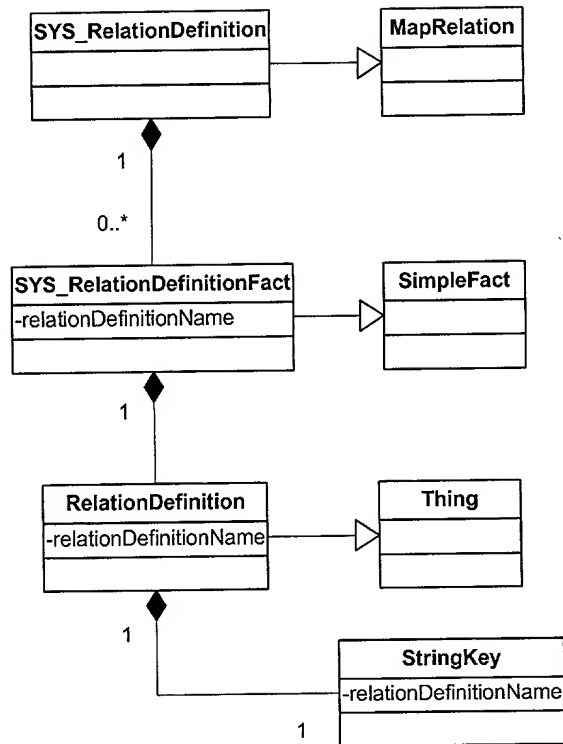 SYS_RelationDefinition
MapRelation
1
0..*
SYS_RelationDefinitionFact
-relationDefinitionName
SimpleFact
1
RelationDefinition
-relationDefinitionName
Thing
1
StringKey
-relationDefinitionName
1